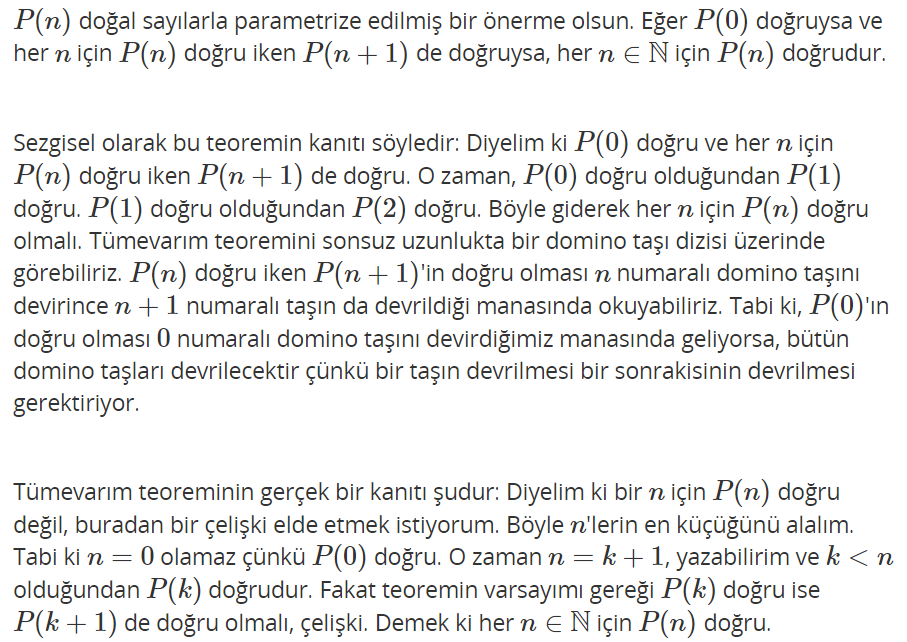 P(n) doğal sayılarla parametrize edilmiş bir önerme olsun. Eğer P(0) doğruysa ve
her n için P(n) doğru iken P(n + 1) de doğruysa, her n ∈ ℕ için P(n) doğrudur.
Sezgisel olarak bu teoremin kanıtı söyledir: Diyelim ki P(0) doğru ve her n için
P(n) doğru iken P(n + 1) de doğru. O zaman, P(0) doğru olduğundan P(1)
doğru. P(1) doğru olduğundan P(2) doğru. Böyle giderek her n için P(n) doğru
olmalı. Tümevarım teoremini sonsuz uzunlukta bir domino taşı dizisi üzerinde
görebiliriz. P(n) doğru iken P(n + 1)'in doğru olması n numaralı domino taşını
devirince n + 1 numaralı taşın da devrildiği manasında okuyabiliriz. Tabi ki, P(0)'ın
doğru olması 0 numaralı domino taşını devirdiğimiz manasında geliyorsa, bütün
domino taşları devrilecektir çünkü bir taşın devrilmesi bir sonrakisinin devrilmesi
gerektiriyor.
Tümevarım teoreminin gerçek bir kanıtı şudur: Diyelim ki bir n için P(n) doğru
değil, buradan bir çelişki elde etmek istiyorum. Böyle n'lerin en küçüğünü alalım.
Tabi ki n = 0 olamaz çünkü P(0) doğru. O zaman n = k + 1, yazabilirim ve k < n
olduğundan P(k) doğrudur. Fakat teoremin varsayımı gereği P(k) doğru ise
P(k + 1) de doğru olmalı, çelişki. Demek ki her n ∈ ℕ için P(n) doğru.